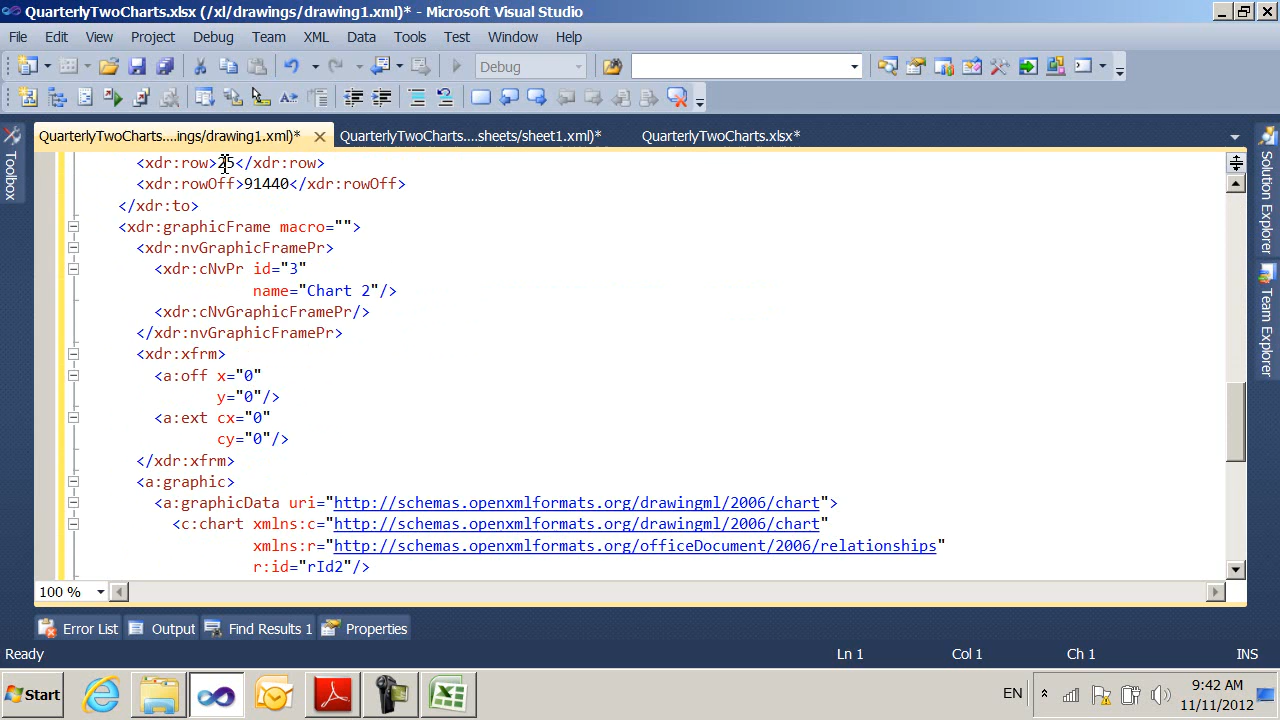 QuarterlyTwoCharts.xlsx (/xl/drawings/drawing1.xml)* - Microsoft Visual Studio
File Edit View Project Debug Team XML Data Tools Test Window Help
Debug
QuarterlyTwoCharts....ings/drawing1.xml)* QuarterlyTwoCharts....sheets/sheet1.xml)* QuarterlyTwoCharts.xlsx*
Toolbox
Solution Explorer
Team Explorer
<xdr:row>25</xdr:row>
<xdr:rowOff>91440</xdr:rowOff>
</xdr:to>
<xdr:graphicFrame macro="">
<xdr:nvGraphicFramePr>
<xdr:cNvPr id="3"
name="Chart 2"/>
<xdr:cNvGraphicFramePr/>
</xdr:nvGraphicFramePr>
<xdr:xfrm>
<a:off x="0"
y="0"/>
<a:ext cx="0"
cy="0"/>
</xdr:xfrm>
<a:graphic>
<a:graphicData uri="http://schemas.openxmlformats.org/drawingml/2006/chart">
<c:chart xmlns:c="http://schemas.openxmlformats.org/drawingml/2006/chart"
xmlns:r="http://schemas.openxmlformats.org/officeDocument/2006/relationships"
r:id="rId2"/>
100 %
Error List Output Find Results 1 Properties
Ready Ln 1 Col 1 Ch 1 INS
Start EN 9:42 AM
11/11/2012